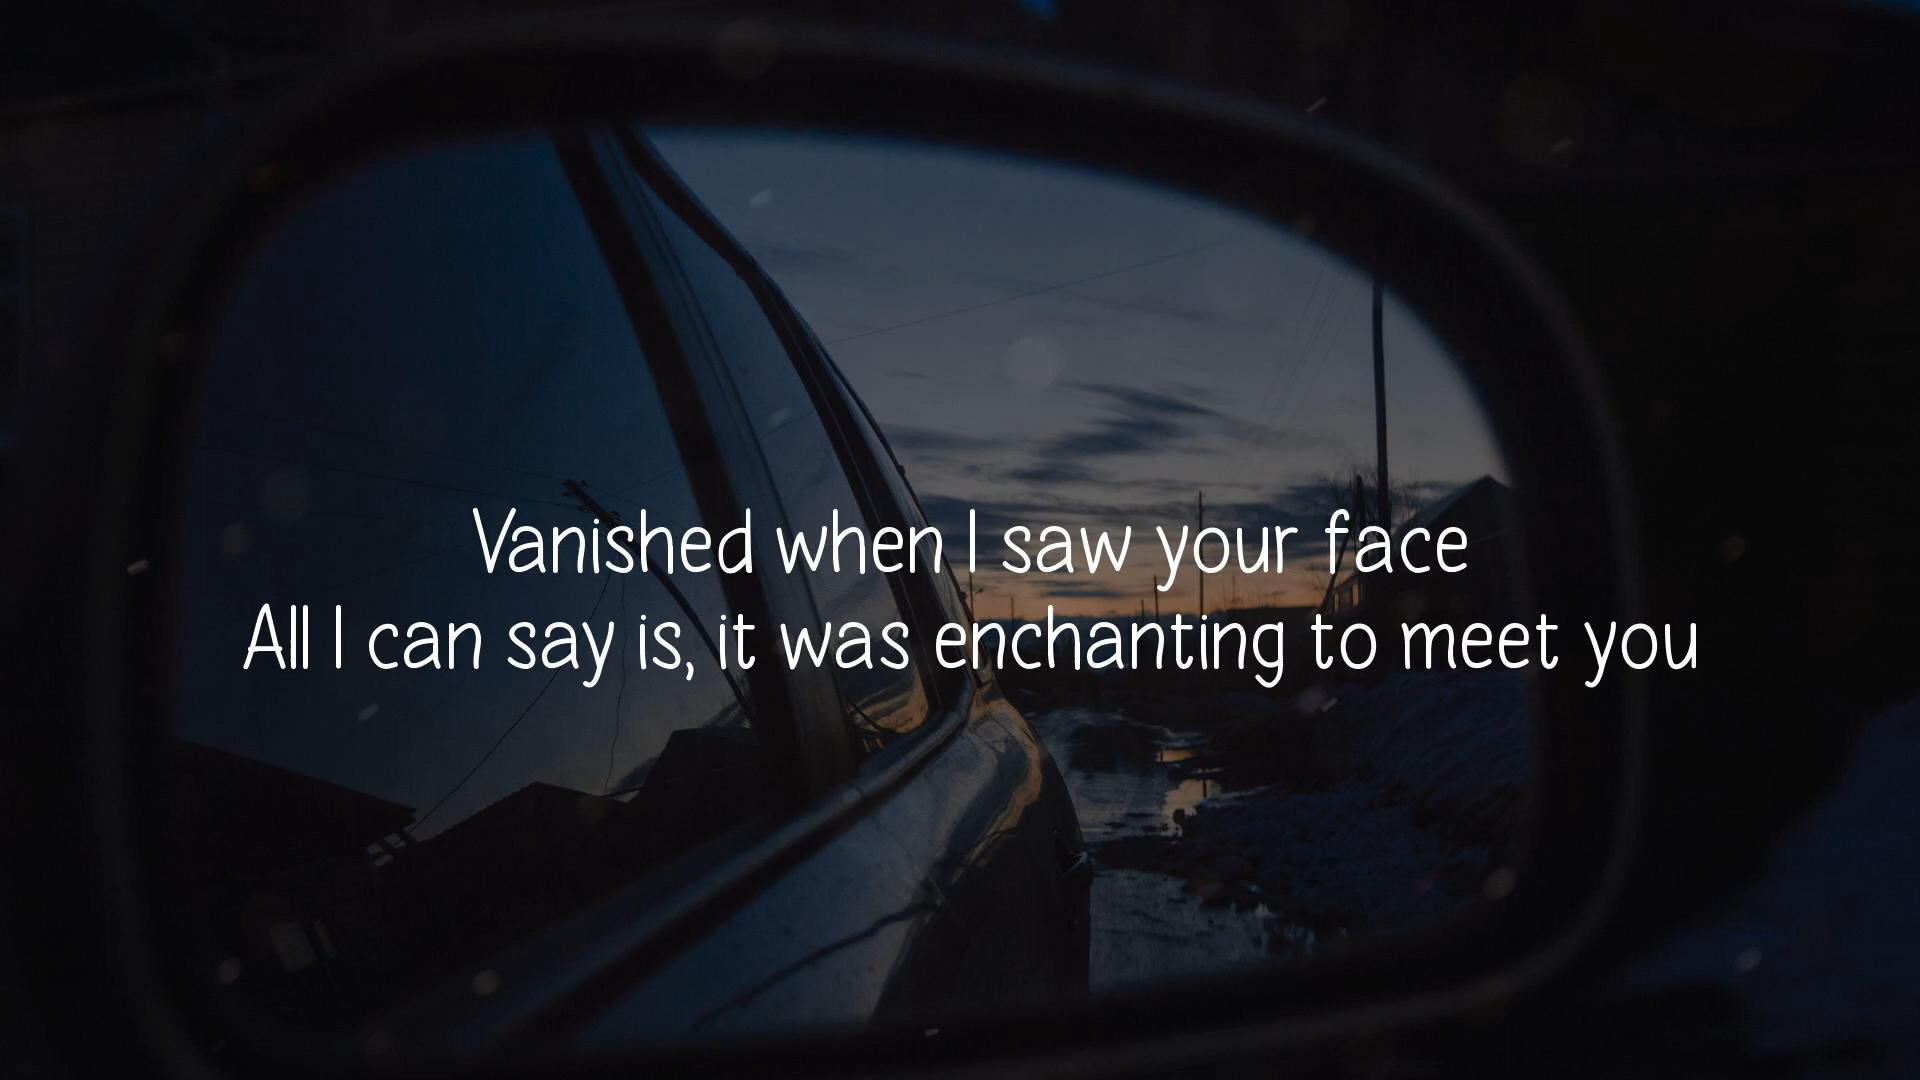 Vanished when I saw your face
All I can say is, it was enchanting to meet you